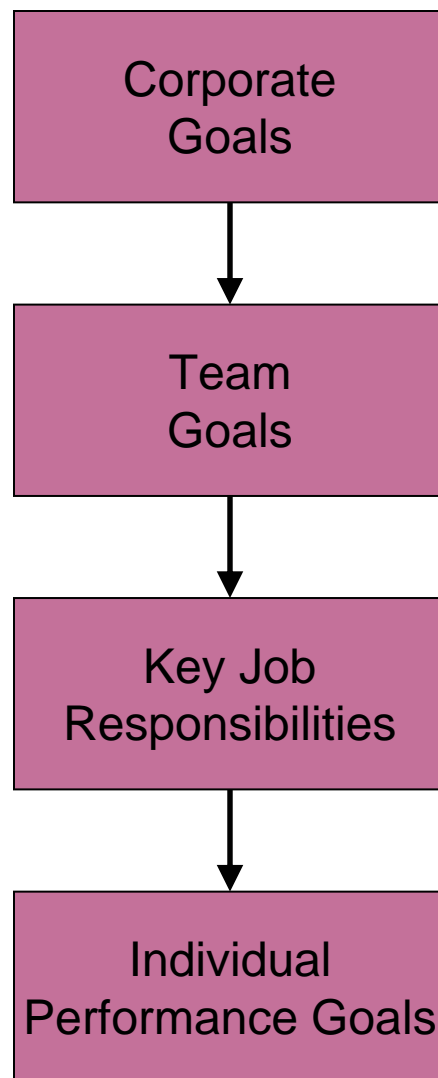 Corporate
Goals
Team
Goals
Key Job
Responsibilities
Individual
Performance Goals